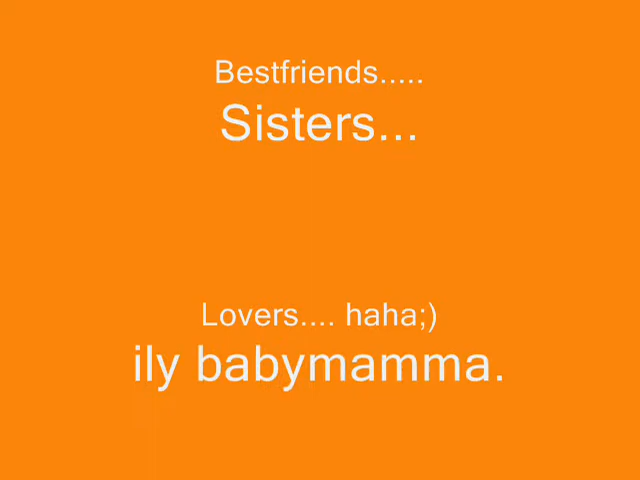 Bestfriends.....
Sisters...
Lovers.... haha;)
ily babymamma.